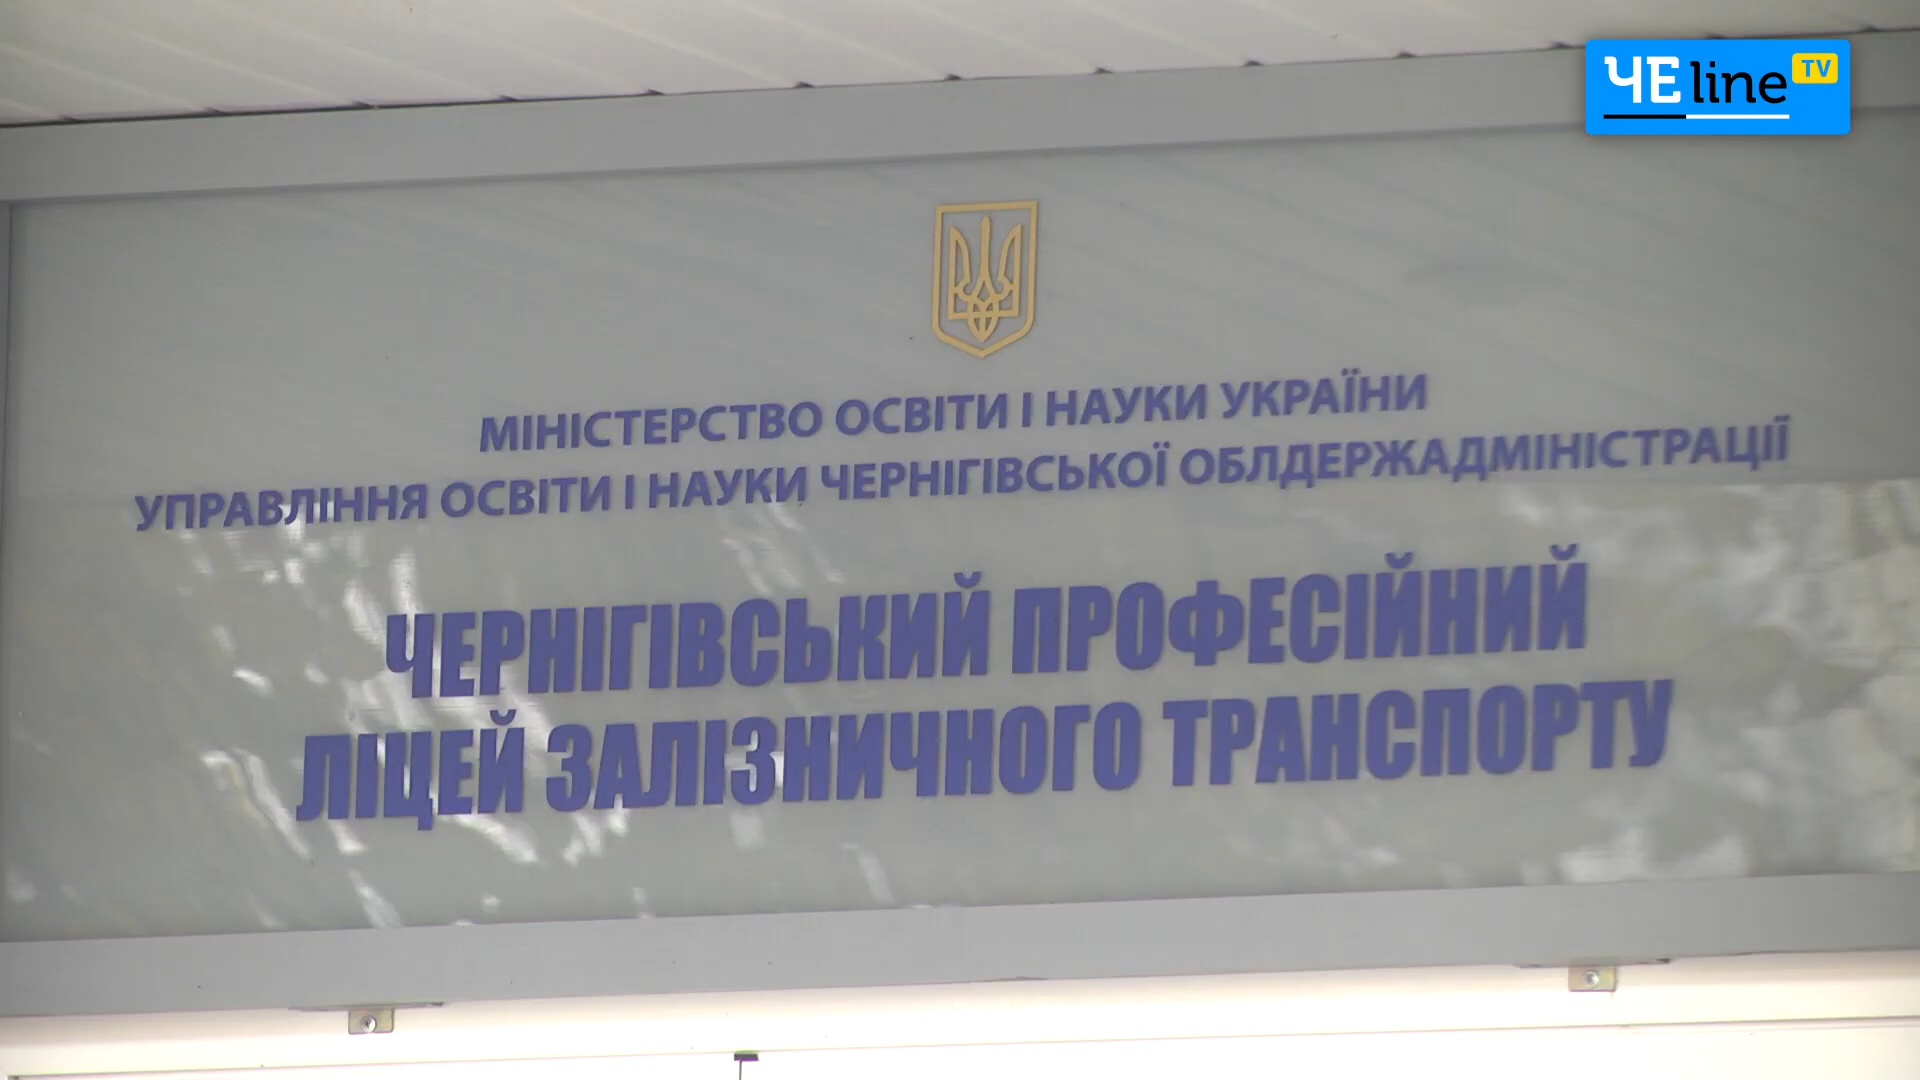 ЧЕline TV
МІНІСТЕРСТВО ОСВІТИ І НАУКИ УКРАЇНИ
УПРАВЛІННЯ ОСВІТИ І НАУКИ ЧЕРНІГІВСЬКОЇ ОБЛДЕРЖАДМІНІСТРАЦІЇ
ЧЕРНІГІВСЬКИЙ ПРОФЕСІЙНИЙ
ЛІЦЕЙ ЗАЛІЗНИЧНОГО ТРАНСПОРТУ